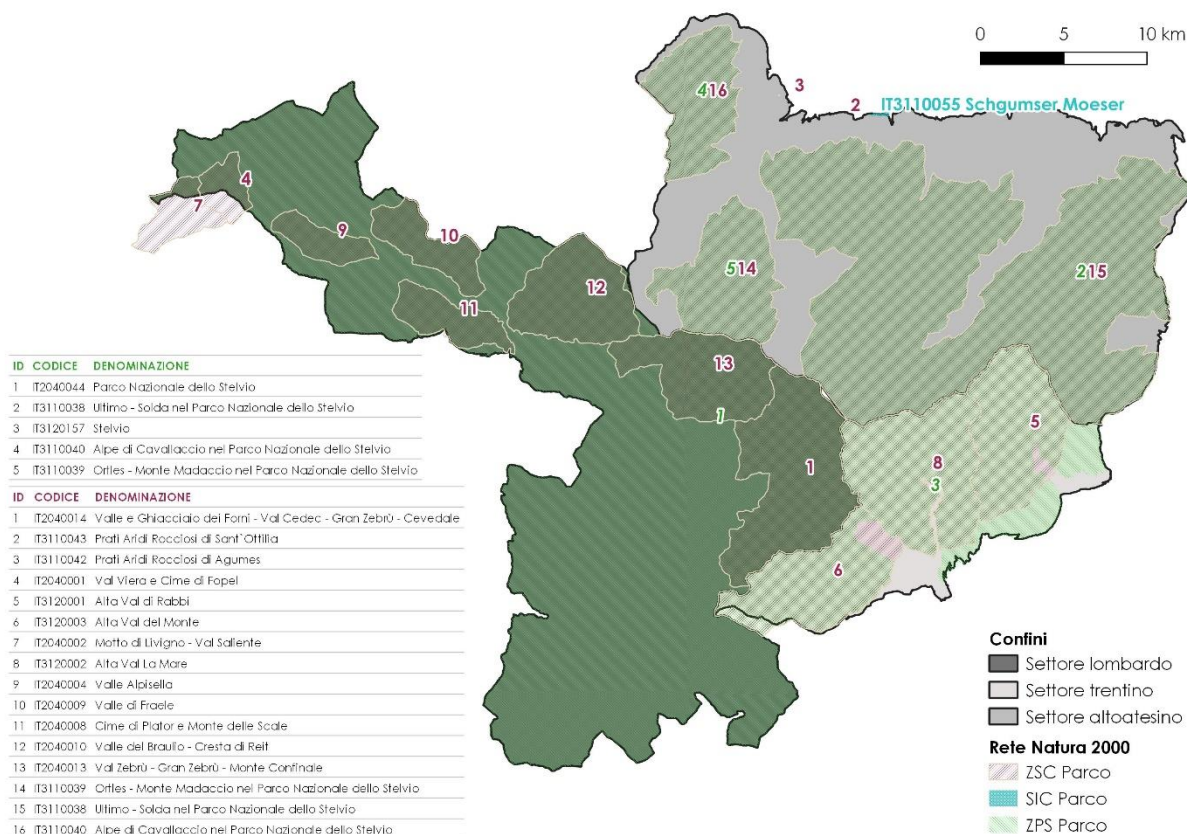 0 5 10 km
3
416
2
IT3110055 Schgumser Moeser
4
7
9
10
514
215
12
11
13
1
5
8
3
1
6
ID CODICE DENOMINAZIONE
1 IT2040044 Parco Nazionale dello Stelvio
2 IT3110038 Ultimo - Solda nel Parco Nazionale dello Stelvio
3 IT3120157 Stelvio
4 IT3110040 Alpe di Cavallaccio nel Parco Nazionale dello Stelvio
5 IT3110039 Ortles - Monte Madaccio nel Parco Nazionale dello Stelvio
ID CODICE DENOMINAZIONE
1 IT2040014 Valle e Ghiacciaio dei Forni - Val Cedec - Gran Zebrù - Cevedale
2 IT3110043 Prati Aridi Rocciosi di Sant`Ottilia
3 IT3110042 Prati Aridi Rocciosi di Agumes
4 IT2040001 Val Viera e Cime di Fopel
5 IT3120001 Alta Val di Rabbi
6 IT3120003 Alta Val del Monte
7 IT2040002 Motto di Livigno - Val Saliente
8 IT3120002 Alta Val La Mare
9 IT2040004 Valle Alpisella
10 IT2040009 Valle di Fraele
11 IT2040008 Cime di Plator e Monte delle Scale
12 IT2040010 Valle del Braulio - Cresta di Reit
13 IT2040013 Val Zebrù - Gran Zebrù - Monte Confinale
14 IT3110039 Ortles - Monte Madaccio nel Parco Nazionale dello Stelvio
15 IT3110038 Ultimo - Solda nel Parco Nazionale dello Stelvio
16 IT3110040 Alpe di Cavallaccio nel Parco Nazionale dello Stelvio
Confini
Settore lombardo
Settore trentino
Settore altoatesino
Rete Natura 2000
ZSC Parco
SIC Parco
ZPS Parco